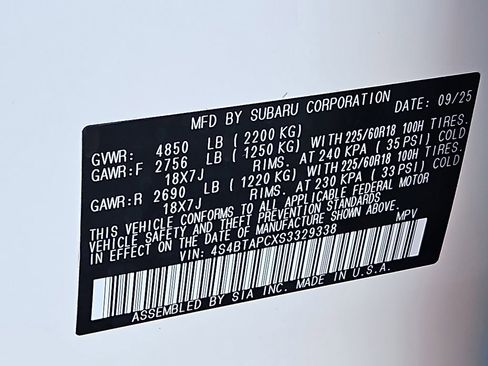 MFD BY SUBARU CORPORATION DATE: 09/25
GVWR: 4850 LB (2200 KG)
GAWR:F 2756 LB (1250 KG) WITH 225/60R18 100H TIRES.
18X7J RIMS. AT 240 KPA (35 PSI) COLD
GAWR:R 2690 LB (1220 KG) WITH 225/60R18 100H TIRES.
18X7J RIMS. AT 230 KPA (33 PSI) COLD
THIS VEHICLE CONFORMS TO ALL APPLICABLE FEDERAL MOTOR
VEHICLE SAFETY AND THEFT PREVENTION STANDARDS
IN EFFECT ON THE DATE OF MANUFACTURE SHOWN ABOVE.
VIN: 4S4BTAPCXS3329338 MPV
ASSEMBLED BY SIA INC. MADE IN U.S.A.